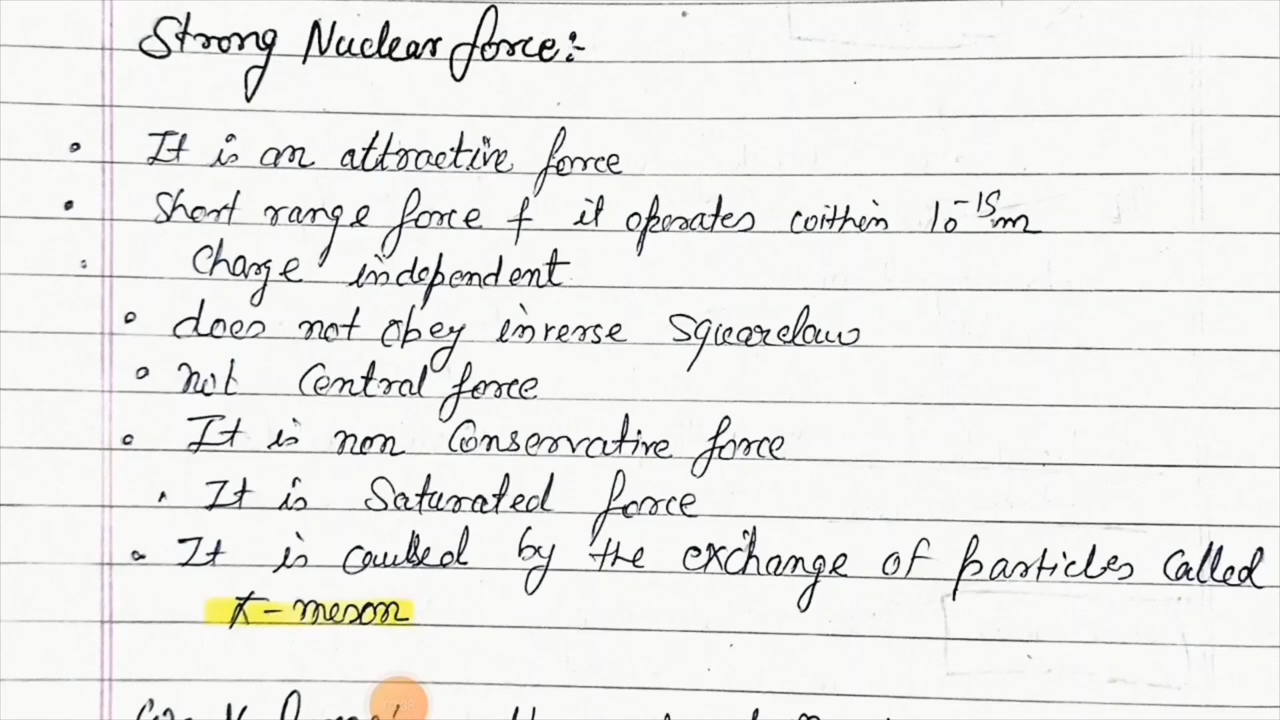 Strong Nuclear force:-
• It is an attractive force
• Short range force & it operates within 10⁻¹⁵m
• Charge independent
• does not obey inverse squarelaw
• not Central force
• It is non Conservative force
• It is Saturated force
• It is caused by the exchange of particles called
π-meson